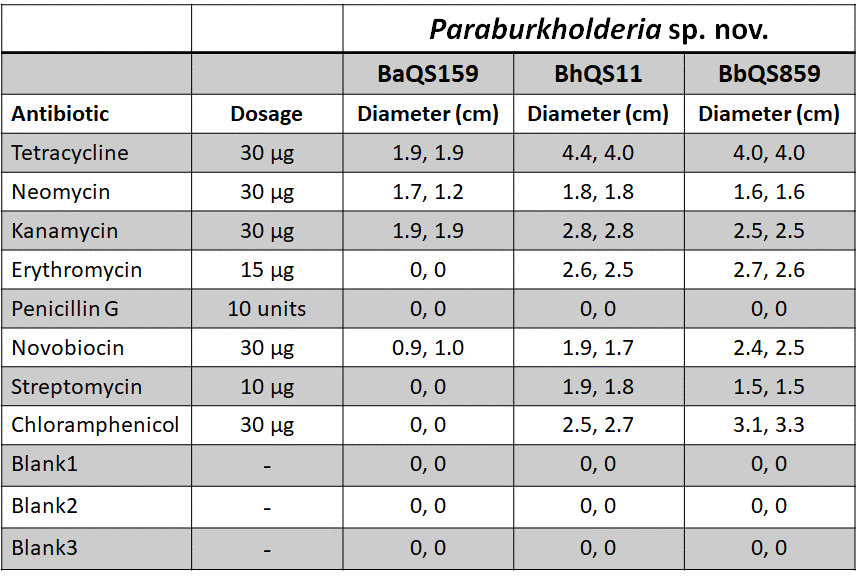 Paraburkholderia sp. nov.
BaQS159 BhQS11 BbQS859
Antibiotic Dosage Diameter (cm) Diameter (cm) Diameter (cm)
Tetracycline 30 µg 1.9, 1.9 4.4, 4.0 4.0, 4.0
Neomycin 30 µg 1.7, 1.2 1.8, 1.8 1.6, 1.6
Kanamycin 30 µg 1.9, 1.9 2.8, 2.8 2.5, 2.5
Erythromycin 15 µg 0, 0 2.6, 2.5 2.7, 2.6
Penicillin G 10 units 0, 0 0, 0 0, 0
Novobiocin 30 µg 0.9, 1.0 1.9, 1.7 2.4, 2.5
Streptomycin 10 µg 0, 0 1.9, 1.8 1.5, 1.5
Chloramphenicol 30 µg 0, 0 2.5, 2.7 3.1, 3.3
Blank1 - 0, 0 0, 0 0, 0
Blank2 - 0, 0 0, 0 0, 0
Blank3 - 0, 0 0, 0 0, 0